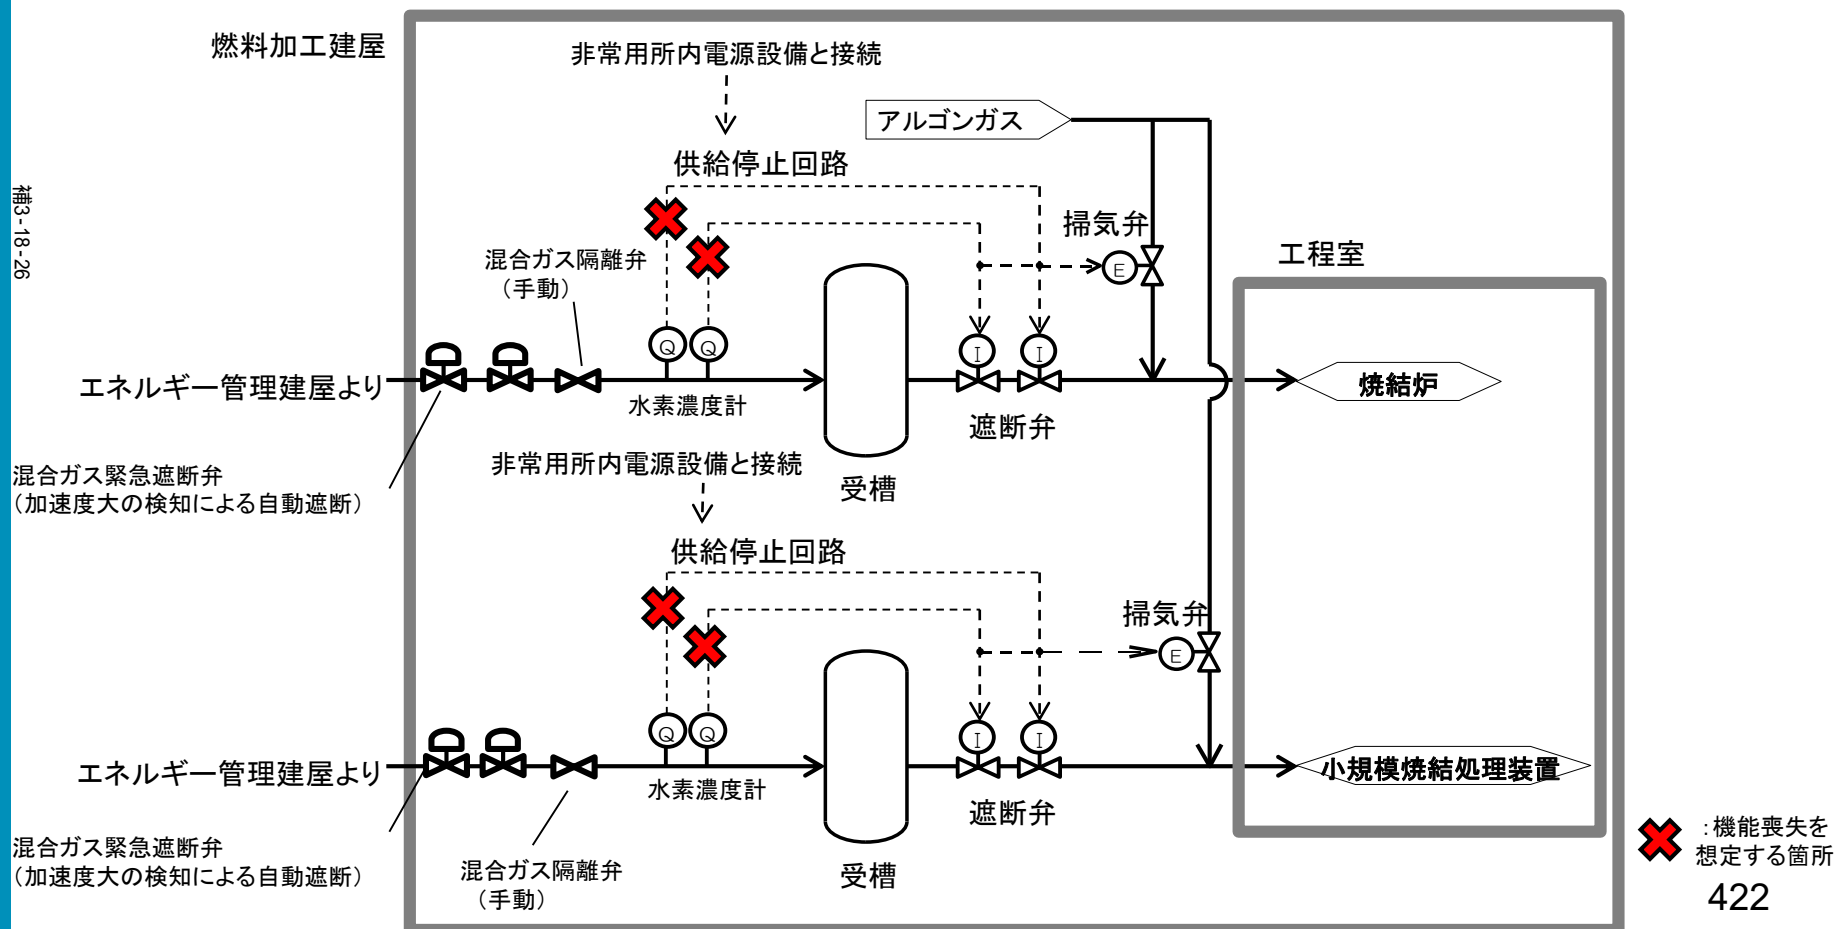 燃料加工建屋
非常用所内電源設備と接続
アルゴンガス
供給停止回路
掃気弁
E
工程室
混合ガス隔離弁
（手動）
Q
Q
I
I
エネルギー管理建屋より
水素濃度計
焼結炉
遮断弁
受槽
混合ガス緊急遮断弁
（加速度大の検知による自動遮断）
非常用所内電源設備と接続
供給停止回路
掃気弁
E
Q
Q
I
I
エネルギー管理建屋より
水素濃度計
小規模焼結処理装置
遮断弁
受槽
混合ガス緊急遮断弁
（加速度大の検知による自動遮断）
混合ガス隔離弁
（手動）
：機能喪失を
想定する箇所
422
補3-18-26